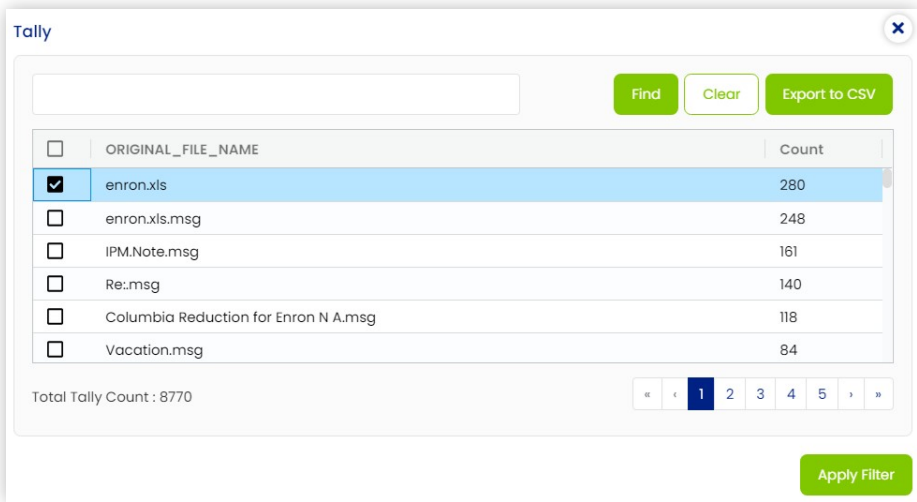 Tally
Find Clear Export to CSV
ORIGINAL_FILE_NAME Count
enron.xls 280
enron.xls.msg 248
IPM.Note.msg 161
Re:.msg 140
Columbia Reduction for Enron N A.msg 118
Vacation.msg 84
Total Tally Count : 8770 « ‹ 1 2 3 4 5 › »
Apply Filter